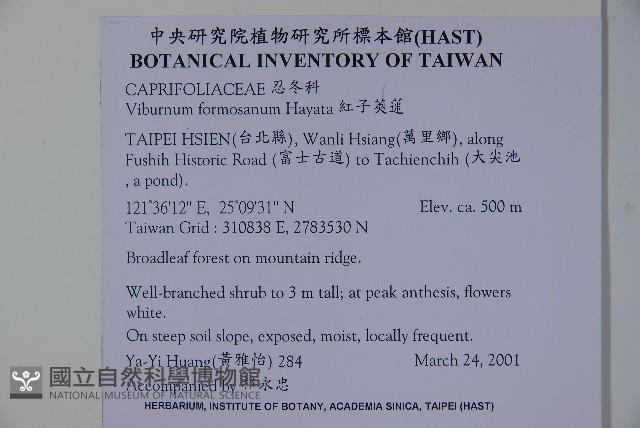 中央研究院植物研究所標本館(HAST)
BOTANICAL INVENTORY OF TAIWAN
CAPRIFOLIACEAE 忍冬科
Viburnum formosanum Hayata 紅子莢蒾
TAIPEI HSIEN(台北縣), Wanli Hsiang(萬里鄉), along
Fushih Historic Road (富士古道) to Tachienchih (大尖池
, a pond).
121°36'12" E, 25°09'31" N Elev. ca. 500 m
Taiwan Grid : 310838 E, 2783530 N
Broadleaf forest on mountain ridge.
Well-branched shrub to 3 m tall; at peak anthesis, flowers
white.
On steep soil slope, exposed, moist, locally frequent.
Ya-Yi Huang(黃雅怡) 284 March 24, 2001
國立自然科學博物館
NATIONAL MUSEUM OF NATURAL SCIENCE
Accompanied by 永忠
HERBARIUM, INSTITUTE OF BOTANY, ACADEMIA SINICA, TAIPEI (HAST)